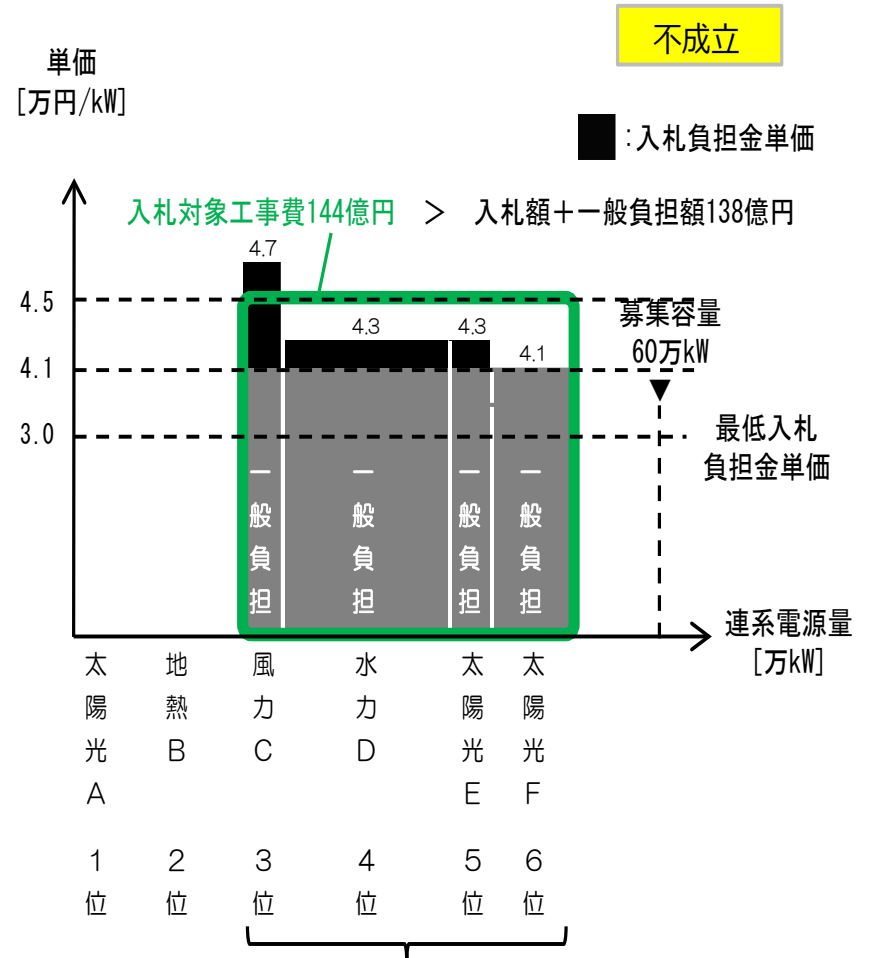 不成立
単価
[万円/kW]
:入札負担金単価
入札対象工事費144億円 > 入札額+一般負担額138億円
4.7
4.5
4.3
4.3
4.1
募集容量
60万kW
4.1
3.0
最低入札
負担金単価
一般負担
一般負担
一般負担
一般負担
連系電源量
[万kW]
太陽光A
地熱B
風力C
水力D
太陽光E
太陽光F
1位
2位
3位
4位
5位
6位